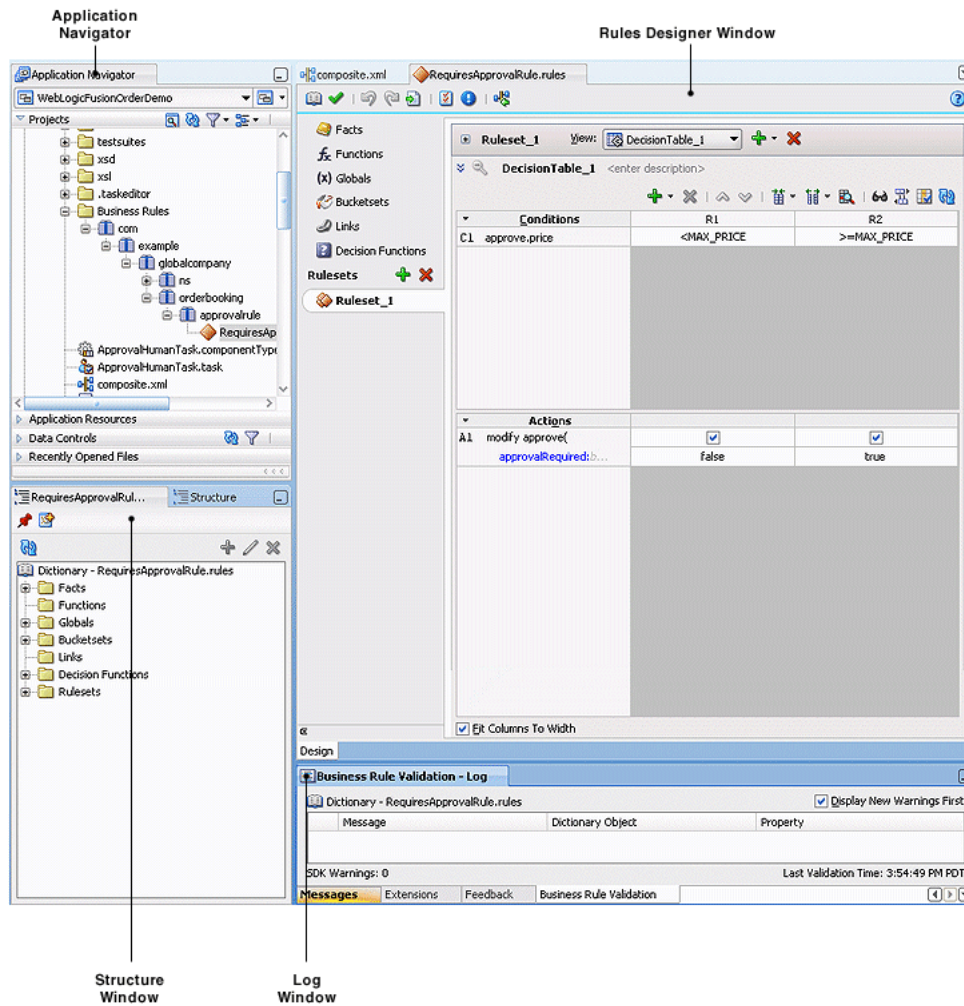 Application
Navigator
Rules Designer Window
Application Navigator
WebLogicFusionOrderDemo
Projects
testsuites
xsd
xsl
.taskeditor
Business Rules
com
example
globalcompany
ns
orderbooking
approvalrule
RequiresAp
ApprovalHumanTask.componentType
ApprovalHumanTask.task
composite.xml
Application Resources
Data Controls
Recently Opened Files
composite.xml
RequiresApprovalRule.rules
Facts
Functions
(x) Globals
Bucketsets
Links
Decision Functions
Rulesets
Ruleset_1
Ruleset_1 View: DecisionTable_1
DecisionTable_1 <enter description>
Conditions R1 R2
C1 approve.price <MAX_PRICE >=MAX_PRICE
Actions
A1 modify approve(
approvalRequired:b... false true
Fit Columns To Width
Design
RequiresApprovalRul... Structure
Dictionary - RequiresApprovalRule.rules
Facts
Functions
Globals
Bucketsets
Links
Decision Functions
Rulesets
Business Rule Validation - Log
Dictionary - RequiresApprovalRule.rules Display New Warnings First
Message Dictionary Object Property
SDK Warnings: 0 Last Validation Time: 3:54:49 PM PDT
Messages Extensions Feedback Business Rule Validation
Structure
Window
Log
Window